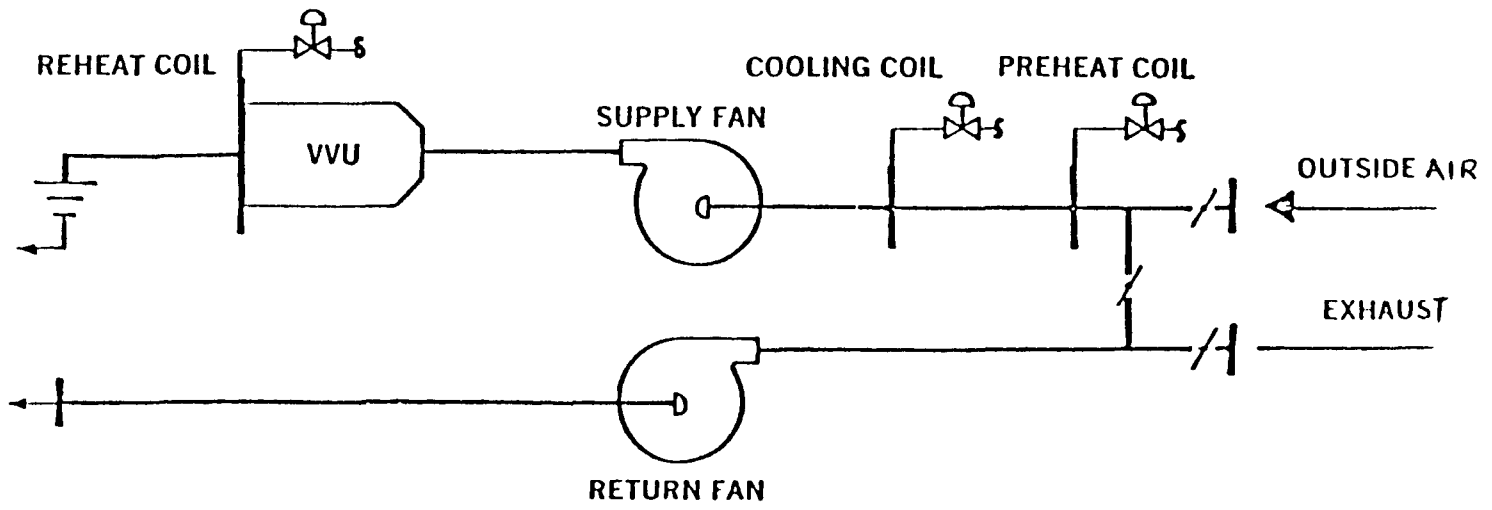 REHEAT COIL
COOLING COIL
PREHEAT COIL
SUPPLY FAN
VVU
OUTSIDE AIR
EXHAUST
RETURN FAN